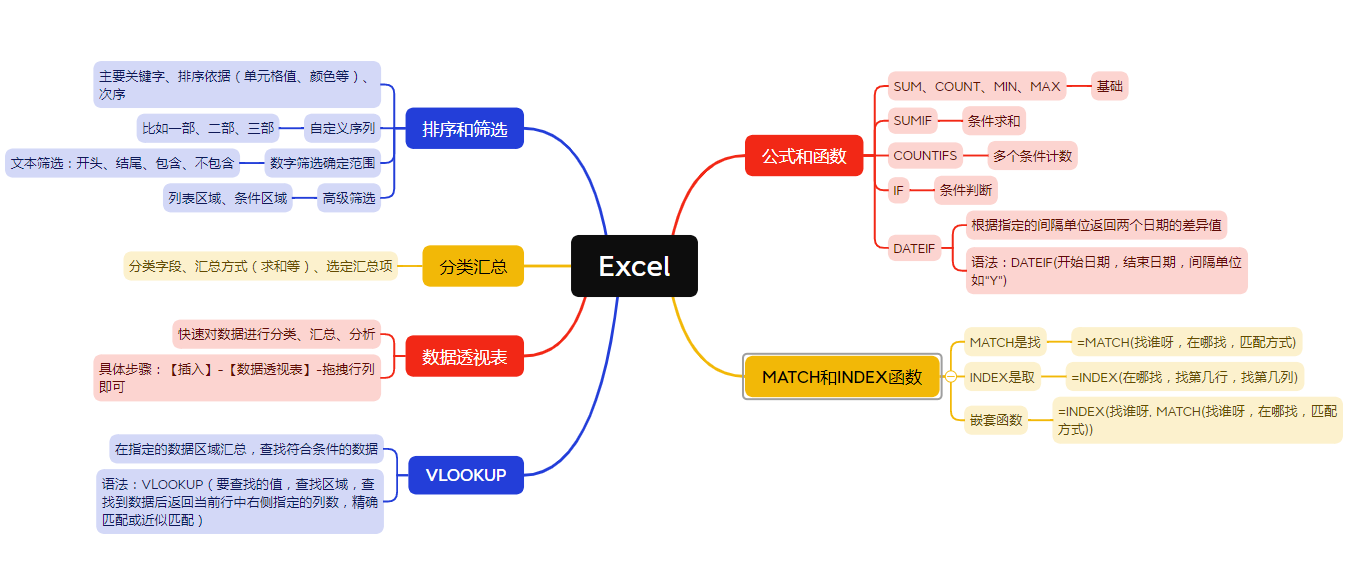 Excel
排序和筛选
主要关键字、排序依据（单元格值、颜色等）、
次序
自定义序列
比如一部、二部、三部
数字筛选确定范围
文本筛选：开头、结尾、包含、不包含
高级筛选
列表区域、条件区域
分类汇总
分类字段、汇总方式（求和等）、选定汇总项
数据透视表
快速对数据进行分类、汇总、分析
具体步骤：【插入】-【数据透视表】-拖拽行列
即可
VLOOKUP
在指定的数据区域汇总，查找符合条件的数据
语法：VLOOKUP（要查找的值，查找区域，查
找到数据后返回当前行中右侧指定的列数，精确
匹配或近似匹配）
公式和函数
SUM、COUNT、MIN、MAX
基础
SUMIF
条件求和
COUNTIFS
多个条件计数
IF
条件判断
DATEIF
根据指定的间隔单位返回两个日期的差异值
语法：DATEIF(开始日期，结束日期，间隔单位
如“Y”)
MATCH和INDEX函数
MATCH是找
=MATCH(找谁呀，在哪找，匹配方式)
INDEX是取
=INDEX(在哪找，找第几行，找第几列)
嵌套函数
=INDEX(找谁呀, MATCH(找谁呀，在哪找，匹配
方式))